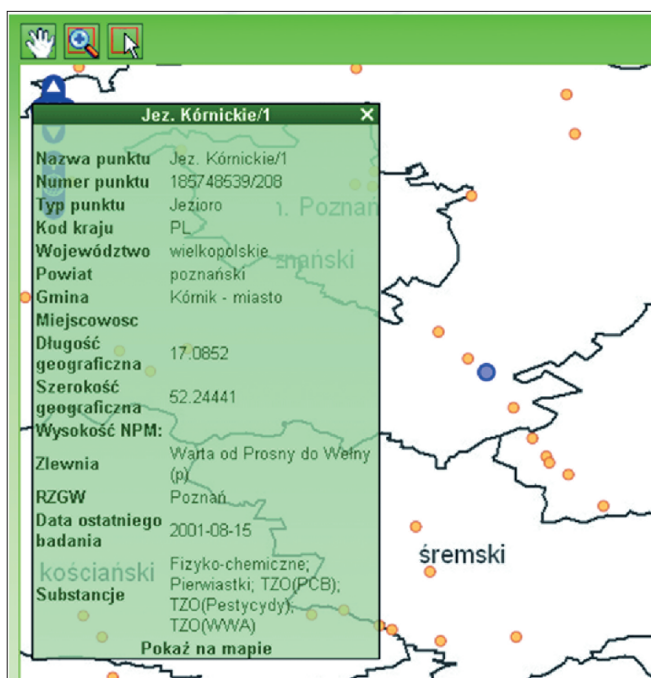 Jez. Kórnickie/1
Nazwa punktu Jez. Kórnickie/1
Numer punktu 185748539/208
Typ punktu Jezioro
Kod kraju PL
Województwo wielkopolskie
Powiat poznański
Gmina Kórnik - miasto
Miejscowosc
Długość
geograficzna 17.0852
Szerokość
geograficzna 52.24441
Wysokość NPM:
Zlewnia Warta od Prosny do Wełny
(p)
RZGW Poznań
Data ostatniego
badania 2001-08-15
Substancje Fizyko-chemiczne;
Pierwiastki; TZO(PCB);
TZO(Pestycydy);
TZO(WWA)
Pokaż na mapie
m. Poznań
znański
kościański
śremski